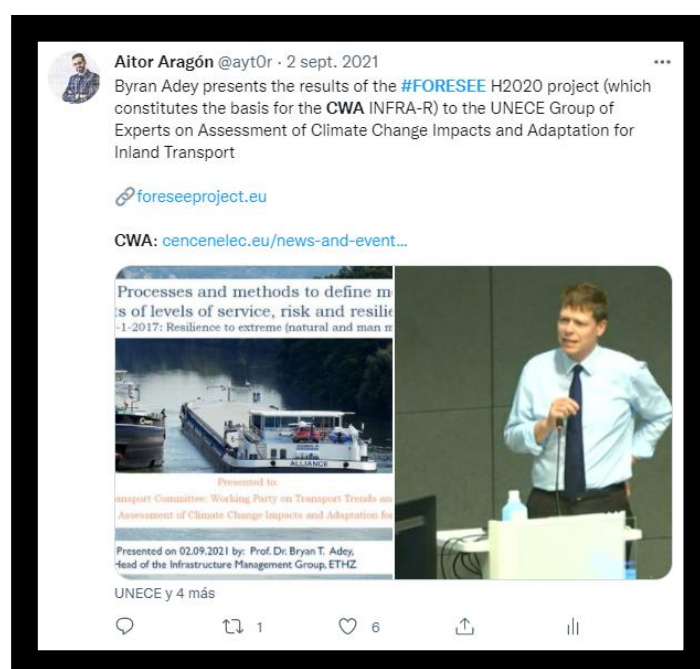 Aitor Aragón @aytOr · 2 sept. 2021
Byran Adey presents the results of the #FORESEE H2020 project (which
constitutes the basis for the CWA INFRA-R) to the UNECE Group of
Experts on Assessment of Climate Change Impacts and Adaptation for
Inland Transport
foreseeproject.eu
CWA: cencenelec.eu/news-and-event...
Processes and methods to define m
s of levels of service, risk and resilie
-1-2017: Resilience to extreme (natural and man m
ALLIANCE
Presented to:
ansport Committee: Working Party on Transport Trends an
Assessment of Climate Change Impacts and Adaptation for
Presented on 02.09.2021 by: Prof. Dr. Bryan T. Adey,
Head of the Infrastructure Management Group, ETHZ
UNECE y 4 más
1
6